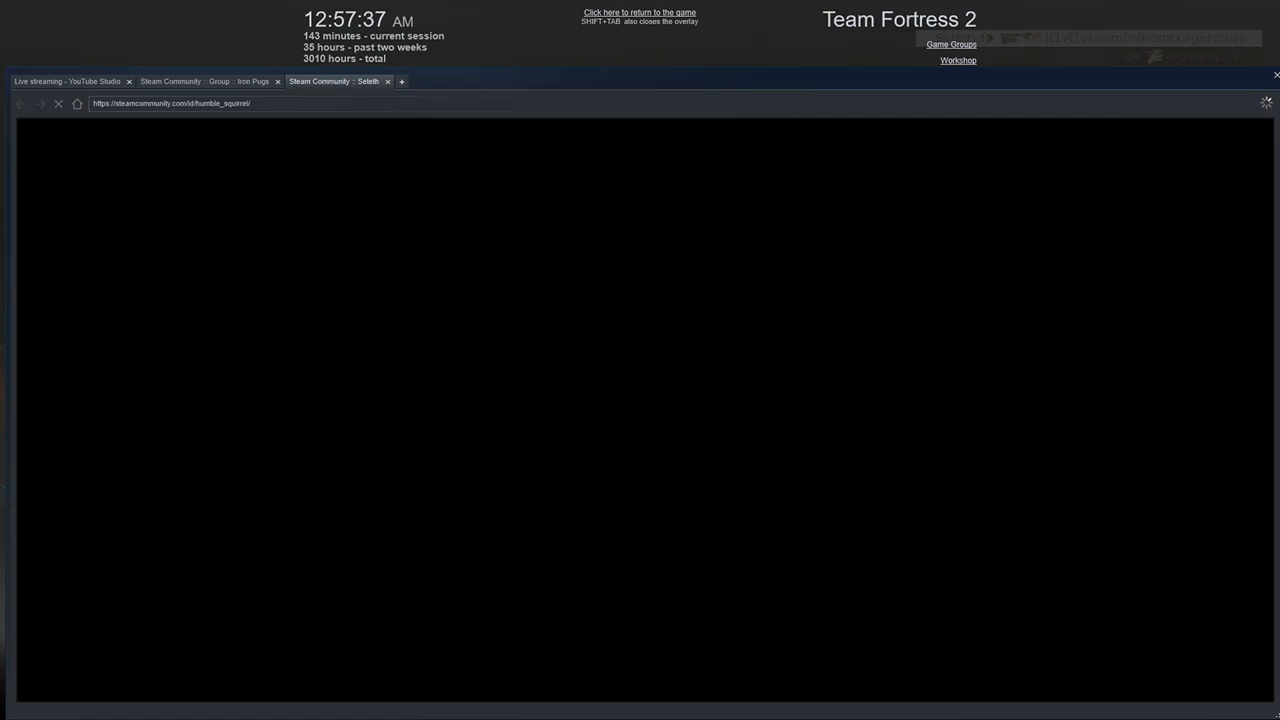 12:57:37 AM
143 minutes - current session
35 hours - past two weeks
3010 hours - total
Click here to return to the game
SHIFT+TAB also closes the overlay
Team Fortress 2
Game Groups
Workshop
Live streaming - YouTube Studio
Steam Community :: Group :: Iron Pugs
Steam Community :: Seteth
https://steamcommunity.com/id/humble_squirrel/